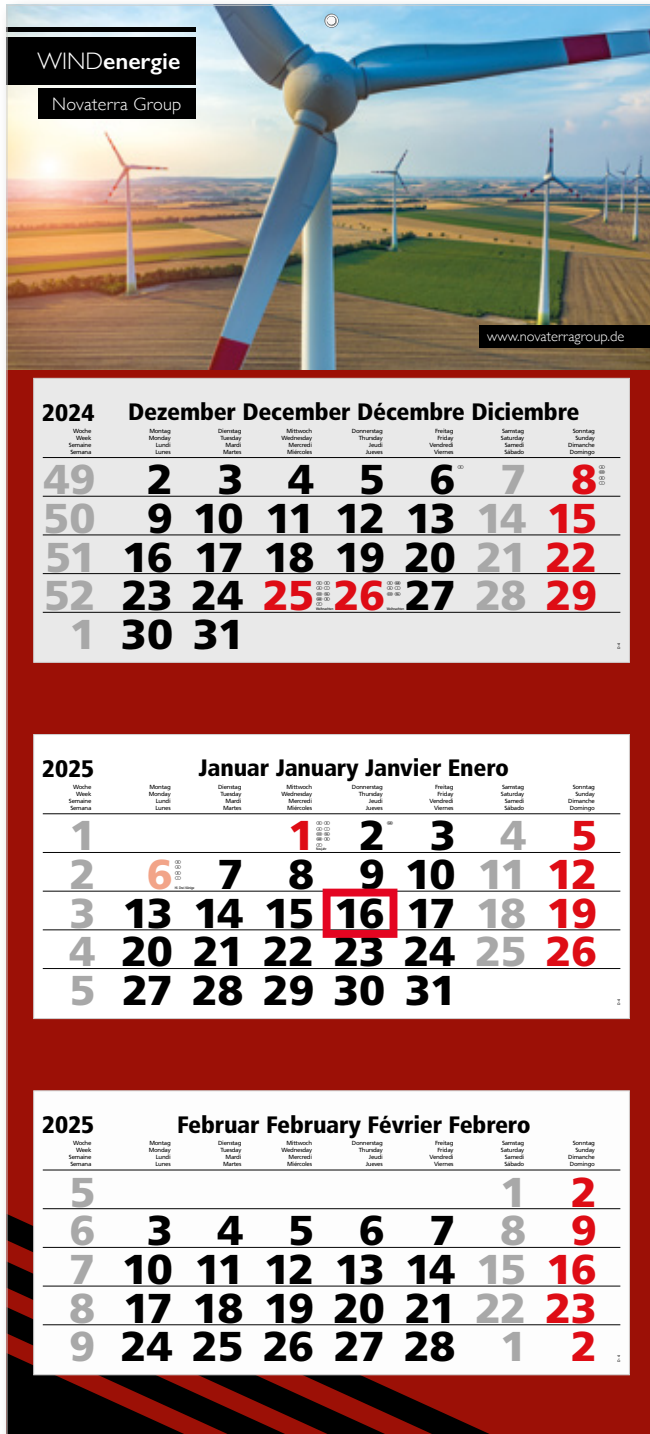 WINDenergie
Novaterra Group
www.novaterragroup.de
2024 Dezember December Décembre Diciembre
Woche Montag Dienstag Mittwoch Donnerstag Freitag Samstag Sonntag
Week Monday Tuesday Wednesday Thursday Friday Saturday Sunday
Semaine Lundi Mardi Mercredi Jeudi Vendredi Samedi Dimanche
Semana Lunes Martes Miércoles Jueves Viernes Sábado Domingo
49 2 3 4 5 6 7 8
50 9 10 11 12 13 14 15
51 16 17 18 19 20 21 22
52 23 24 25 26 27 28 29
Weihnachten Weihnachten
1 30 31
2025 Januar January Janvier Enero
Woche Montag Dienstag Mittwoch Donnerstag Freitag Samstag Sonntag
Week Monday Tuesday Wednesday Thursday Friday Saturday Sunday
Semaine Lundi Mardi Mercredi Jeudi Vendredi Samedi Dimanche
Semana Lunes Martes Miércoles Jueves Viernes Sábado Domingo
1 1 2 3 4 5
Neujahr
2 6 7 8 9 10 11 12
Hl. Drei Könige
3 13 14 15 16 17 18 19
4 20 21 22 23 24 25 26
5 27 28 29 30 31
2025 Februar February Février Febrero
Woche Montag Dienstag Mittwoch Donnerstag Freitag Samstag Sonntag
Week Monday Tuesday Wednesday Thursday Friday Saturday Sunday
Semaine Lundi Mardi Mercredi Jeudi Vendredi Samedi Dimanche
Semana Lunes Martes Miércoles Jueves Viernes Sábado Domingo
5 1 2
6 3 4 5 6 7 8 9
7 10 11 12 13 14 15 16
8 17 18 19 20 21 22 23
9 24 25 26 27 28 1 2